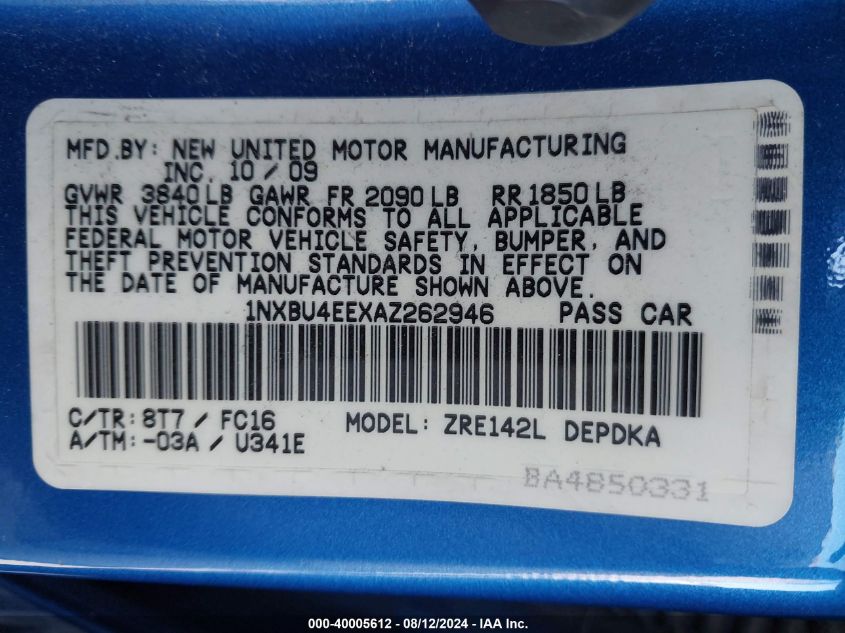 MFD.BY: NEW UNITED MOTOR MANUFACTURING
INC. 10 / 09
GVWR 3840 LB GAWR FR 2090 LB RR 1850 LB
THIS VEHICLE CONFORMS TO ALL APPLICABLE
FEDERAL MOTOR VEHICLE SAFETY, BUMPER, AND
THEFT PREVENTION STANDARDS IN EFFECT ON
THE DATE OF MANUFACTURE SHOWN ABOVE.
1NXBU4EEXAZ262946 PASS CAR
C/TR: 8T7 / FC16 MODEL: ZRE142L DEPDKA
A/TM: -03A / U341E
BA4850331
000-40005612 - 08/12/2024 - IAA Inc.